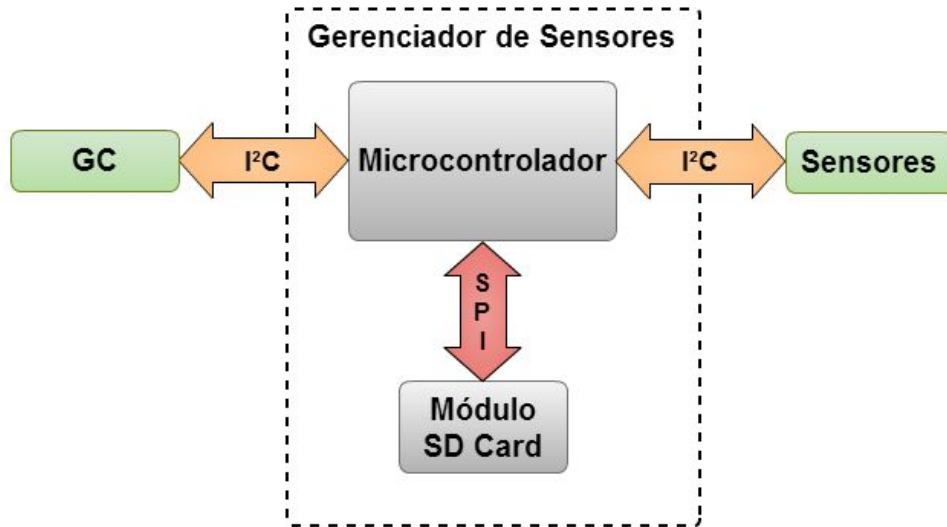 Gerenciador de Sensores
GC
I²C
Microcontrolador
I²C
Sensores
S
P
I
Módulo
SD Card